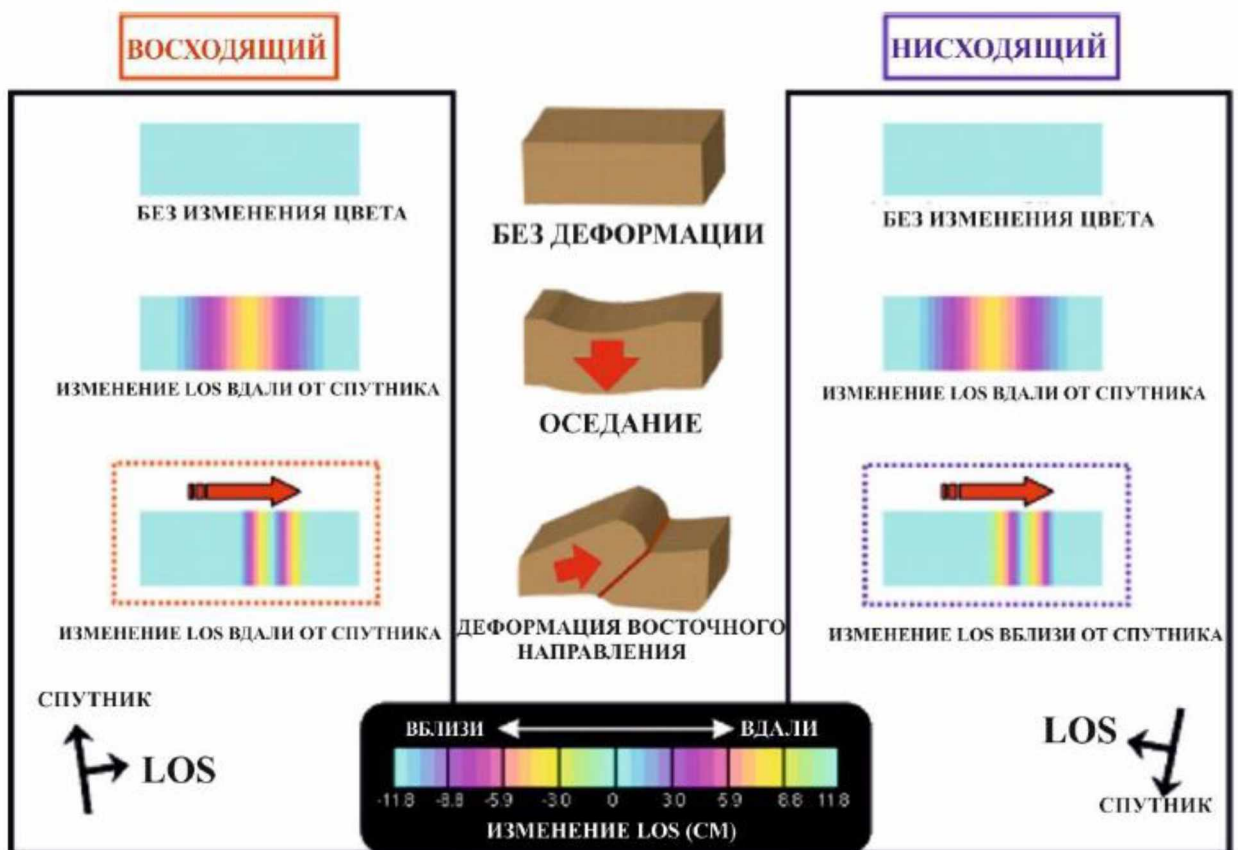 ВОСХОДЯЩИЙ
НИСХОДЯЩИЙ
БЕЗ ИЗМЕНЕНИЯ ЦВЕТА
БЕЗ ДЕФОРМАЦИИ
БЕЗ ИЗМЕНЕНИЯ ЦВЕТА
ИЗМЕНЕНИЕ LOS ВДАЛИ ОТ СПУТНИКА
ОСЕДАНИЕ
ИЗМЕНЕНИЕ LOS ВДАЛИ ОТ СПУТНИКА
ИЗМЕНЕНИЕ LOS ВДАЛИ ОТ СПУТНИКА
ДЕФОРМАЦИЯ ВОСТОЧНОГО
НАПРАВЛЕНИЯ
ИЗМЕНЕНИЕ LOS ВБЛИЗИ ОТ СПУТНИКА
СПУТНИК
LOS
ВБЛИЗИ
ВДАЛИ
-11.8 -8.8 -5.9 -3.0 0 3.0 5.9 8.8 11.8
ИЗМЕНЕНИЕ LOS (СМ)
LOS
СПУТНИК